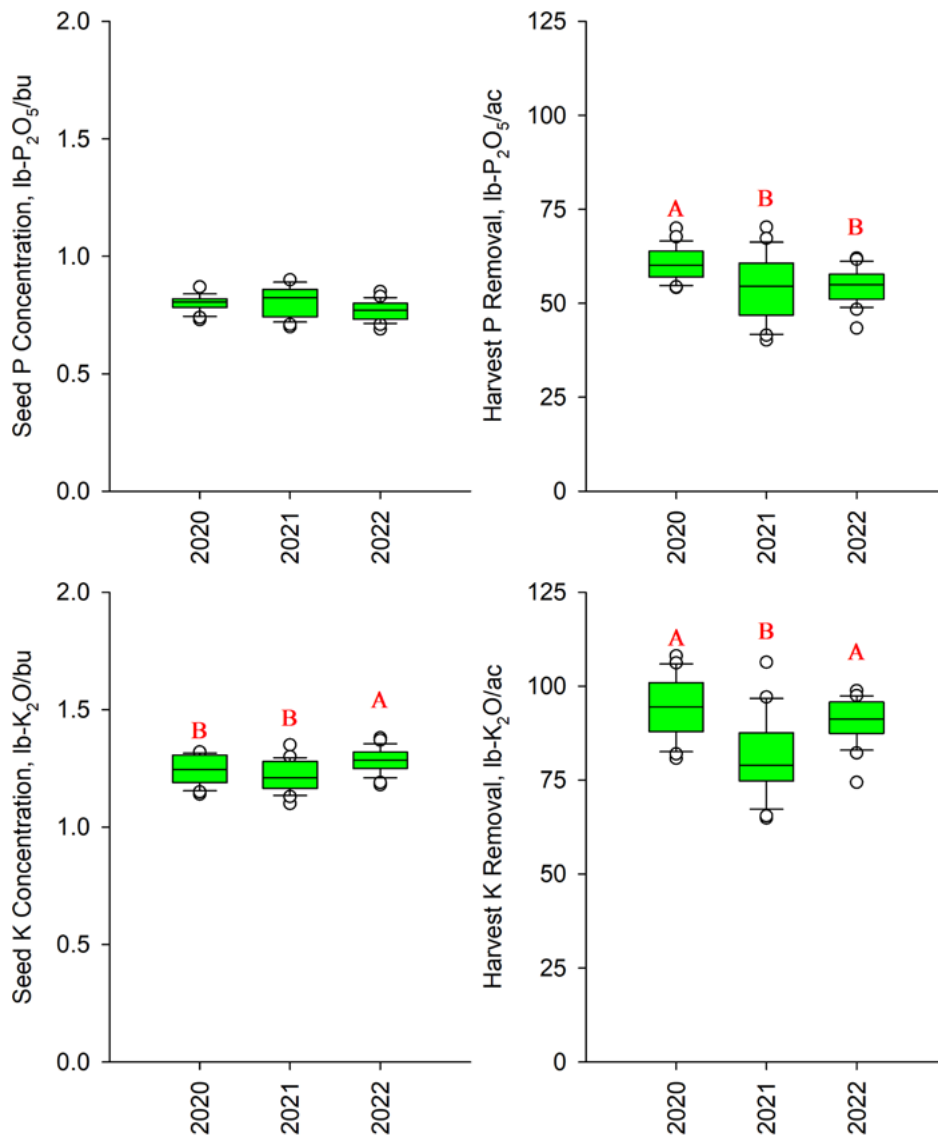 Seed P Concentration, lb-P₂O₅/bu
2.0
1.5
1.0
0.5
0.0
2020
2021
2022
Harvest P Removal, lb-P₂O₅/ac
125
100
75
50
25
0
A
B
B
2020
2021
2022
Seed K Concentration, lb-K₂O/bu
2.0
1.5
1.0
0.5
0.0
B
B
A
2020
2021
2022
Harvest K Removal, lb-K₂O/ac
125
100
75
50
25
0
A
B
A
2020
2021
2022